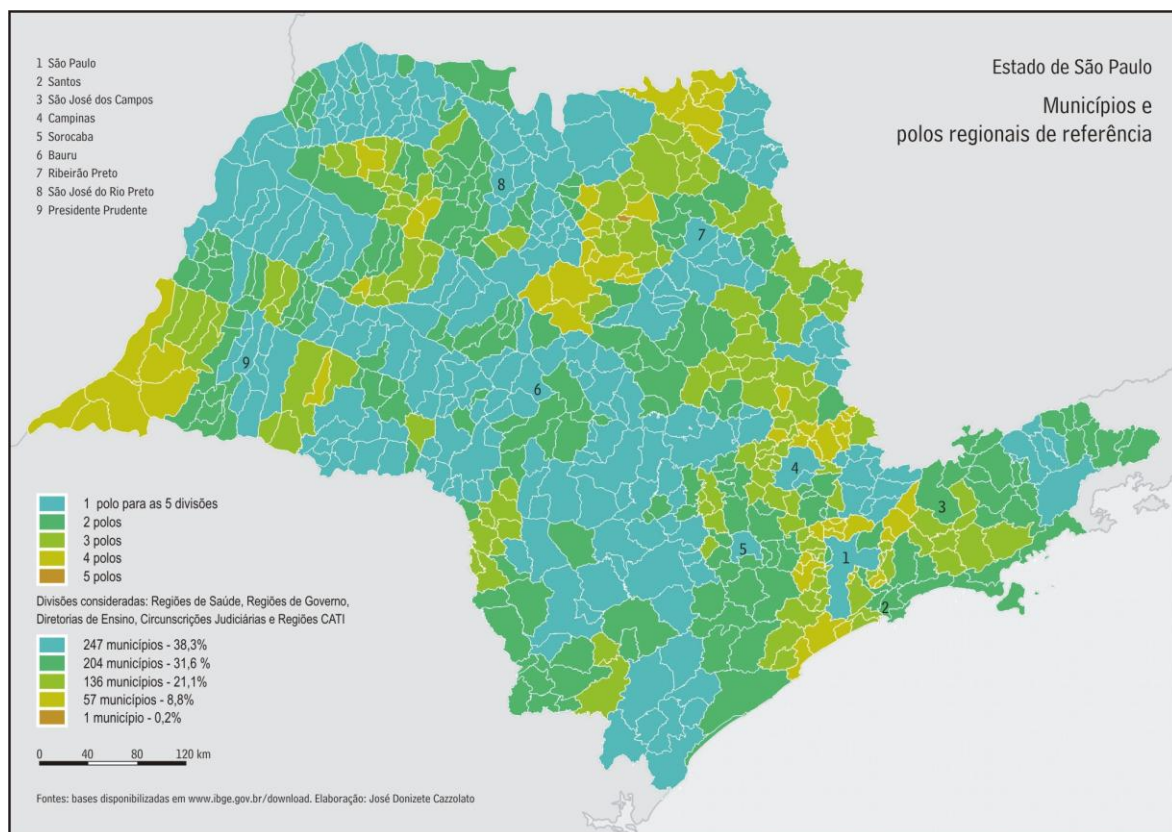 1 São Paulo
2 Santos
3 São José dos Campos
4 Campinas
5 Sorocaba
6 Bauru
7 Ribeirão Preto
8 São José do Rio Preto
9 Presidente Prudente
Estado de São Paulo
Municípios e
polos regionais de referência
8
7
9
6
4
3
5
1
2
1 polo para as 5 divisões
2 polos
3 polos
4 polos
5 polos
Divisões consideradas: Regiões de Saúde, Regiões de Governo,
Diretorias de Ensino, Circunscrições Judiciárias e Regiões CATI
247 municípios - 38,3%
204 municípios - 31,6 %
136 municípios - 21,1%
57 municípios - 8,8%
1 município - 0,2%
0 40 80 120 km
Fontes: bases disponibilizadas em www.ibge.gov.br/download. Elaboração: José Donizete Cazzolato